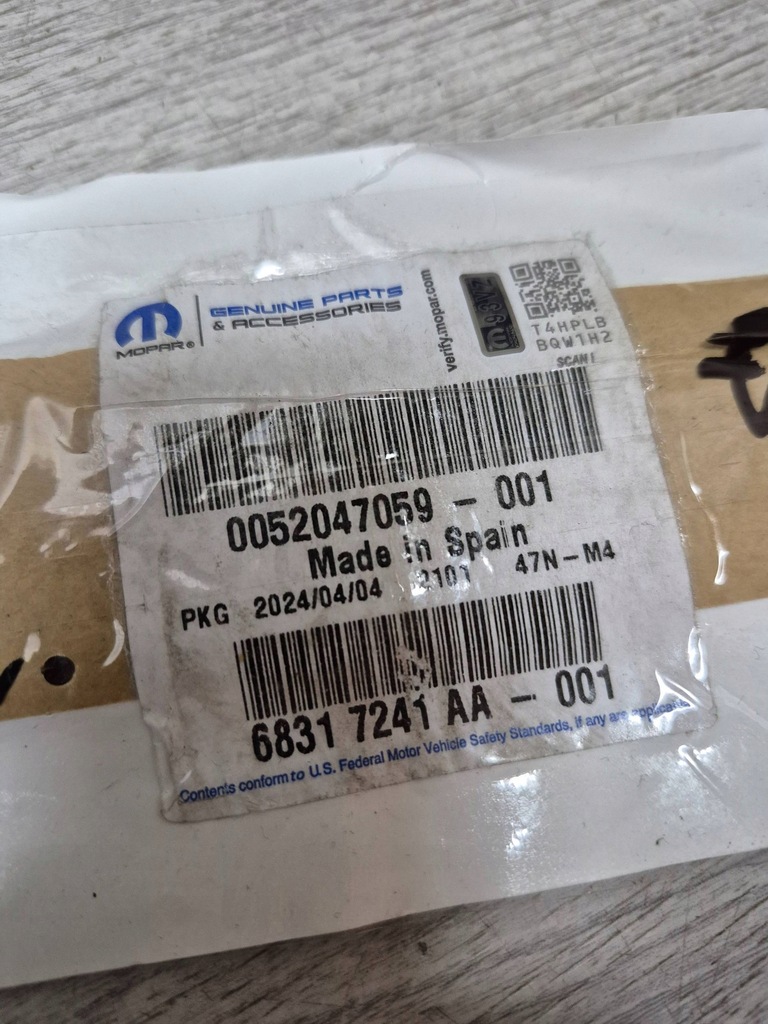 MOPAR®
GENUINE PARTS
& ACCESSORIES
verify.mopar.com
T4HPLB
BQW1H2
SCAN!
0052047059 - 001
Made in Spain
PKG 2024/04/04 2101 47N-M4
6831 7241 AA - 001
Contents conform to U.S. Federal Motor Vehicle Safety Standards, if any are applicable